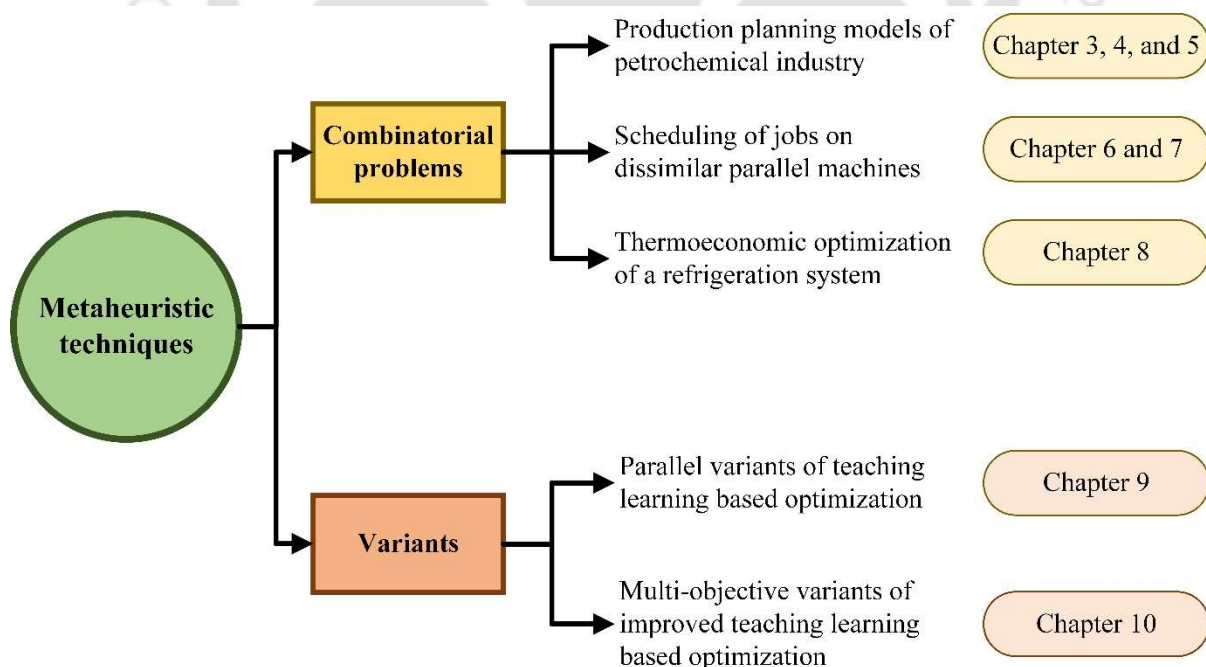 Production planning models of
petrochemical industry
Chapter 3, 4, and 5
Combinatorial
problems
Scheduling of jobs on
dissimilar parallel machines
Chapter 6 and 7
Thermoeconomic optimization
of a refrigeration system
Chapter 8
Metaheuristic
techniques
Parallel variants of teaching
learning based optimization
Chapter 9
Variants
Multi-objective variants of
improved teaching learning
based optimization
Chapter 10